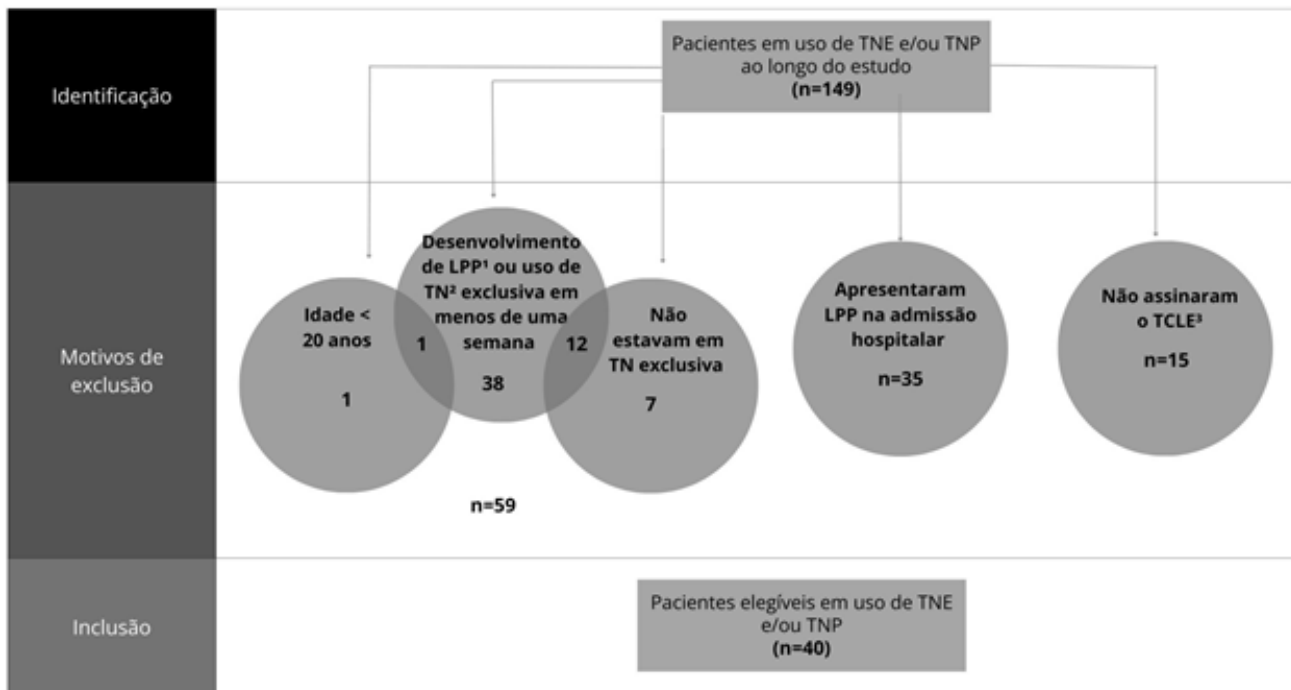 Identificação
Pacientes em uso de TNE e/ou TNP
ao longo do estudo
(n=149)
Motivos de
exclusão
Idade <
20 anos
1
1
Desenvolvimento
de LPP¹ ou uso de
TN² exclusiva em
menos de uma
semana
38
12
Não
estavam em
TN exclusiva
7
n=59
Apresentaram
LPP na admissão
hospitalar
n=35
Não assinaram
o TCLE³
n=15
Inclusão
Pacientes elegíveis em uso de TNE
e/ou TNP
(n=40)